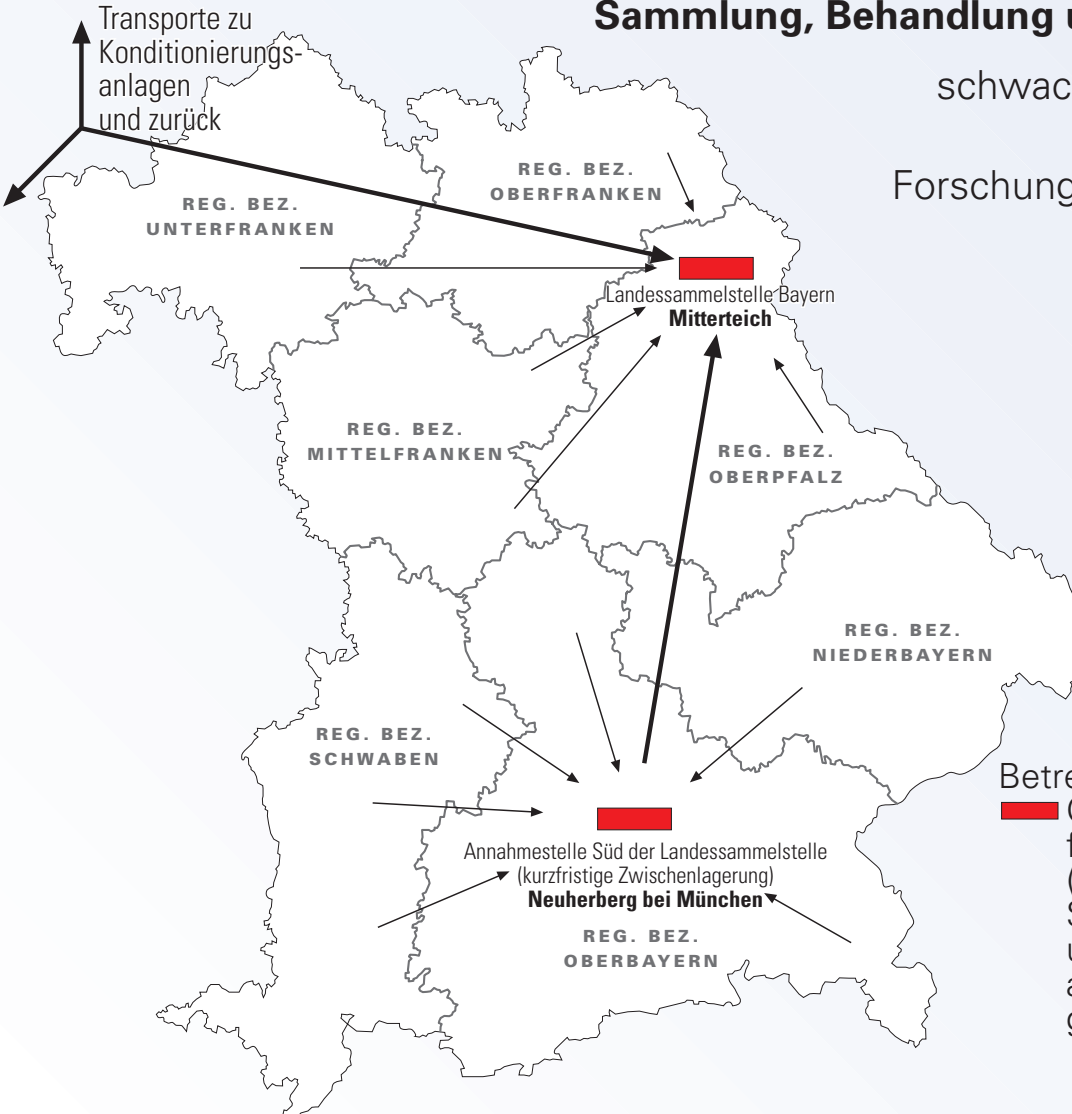 Sammlung, Behandlung u
schwac
Forschung
Transporte zu
Konditionierungs-
anlagen
und zurück
REG. BEZ.
OBERFRANKEN
REG. BEZ.
UNTERFRANKEN
Landessammelstelle Bayern
Mitterteich
REG. BEZ.
MITTELFRANKEN
REG. BEZ.
OBERPFALZ
REG. BEZ.
NIEDERBAYERN
REG. BEZ.
SCHWABEN
Annahmestelle Süd der Landessammelstelle
(kurzfristige Zwischenlagerung)
Neuherberg bei München
REG. BEZ.
OBERBAYERN
Betre
f
(
S
u
a
g